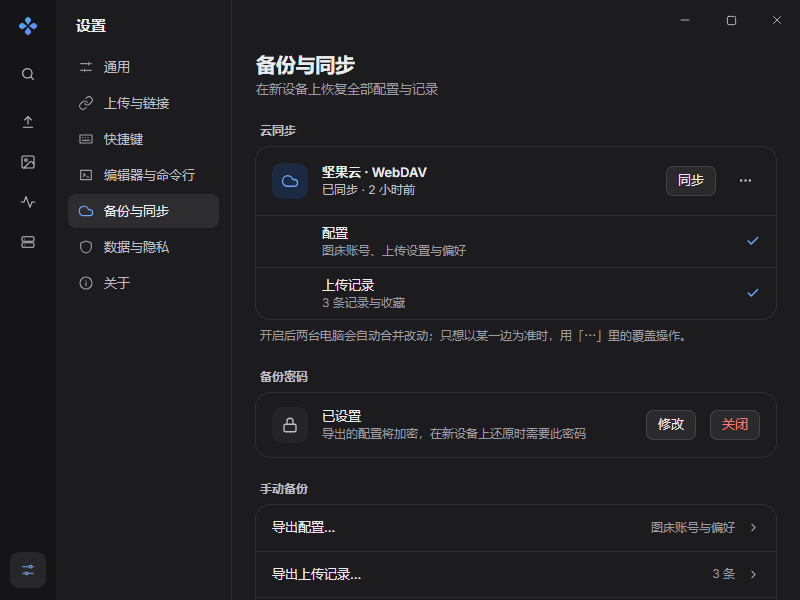 设置
通用
上传与链接
快捷键
编辑器与命令行
备份与同步
数据与隐私
关于
备份与同步
在新设备上恢复全部配置与记录
云同步
坚果云 · WebDAV
已同步 · 2 小时前
同步
配置
图床账号、上传设置与偏好
上传记录
3 条记录与收藏
开启后两台电脑会自动合并改动；只想以某一边为准时，用「⋯」里的覆盖操作。
备份密码
已设置
导出的配置将加密，在新设备上还原时需要此密码
修改
关闭
手动备份
导出配置...
图床账号与偏好
导出上传记录...
3 条